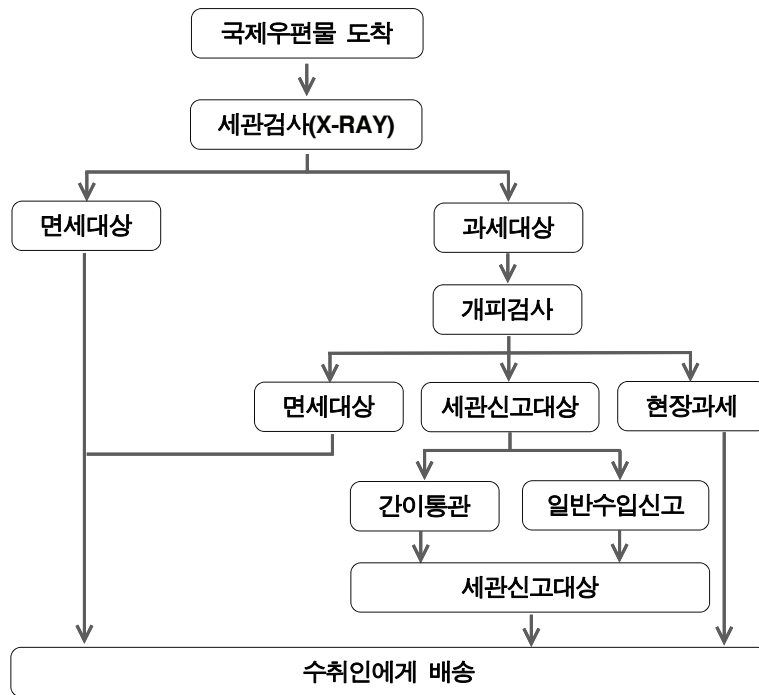 국제우편물 도착
세관검사(X-RAY)
면세대상
과세대상
개피검사
면세대상
세관신고대상
현장과세
간이통관
일반수입신고
세관신고대상
수취인에게 배송